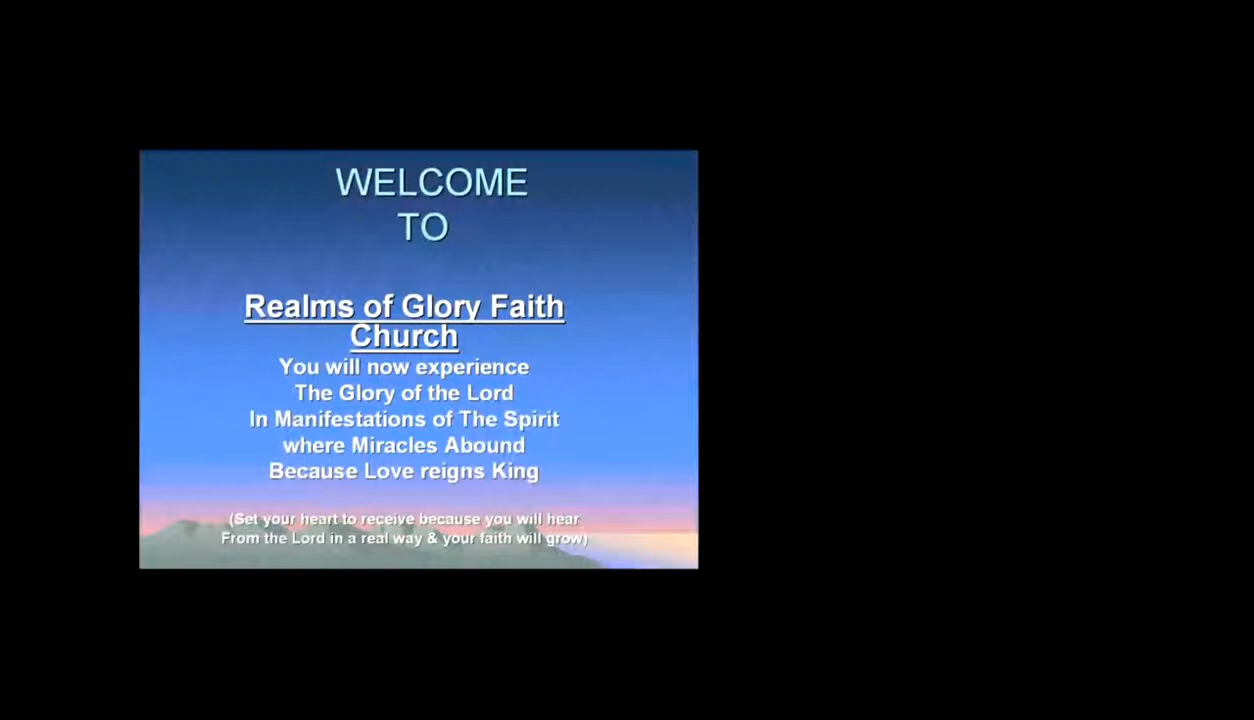 WELCOME
TO
Realms of Glory Faith
Church
You will now experience
The Glory of the Lord
In Manifestations of The Spirit
where Miracles Abound
Because Love reigns King
(Set your heart to receive because you will hear
From the Lord in a real way & your faith will grow)